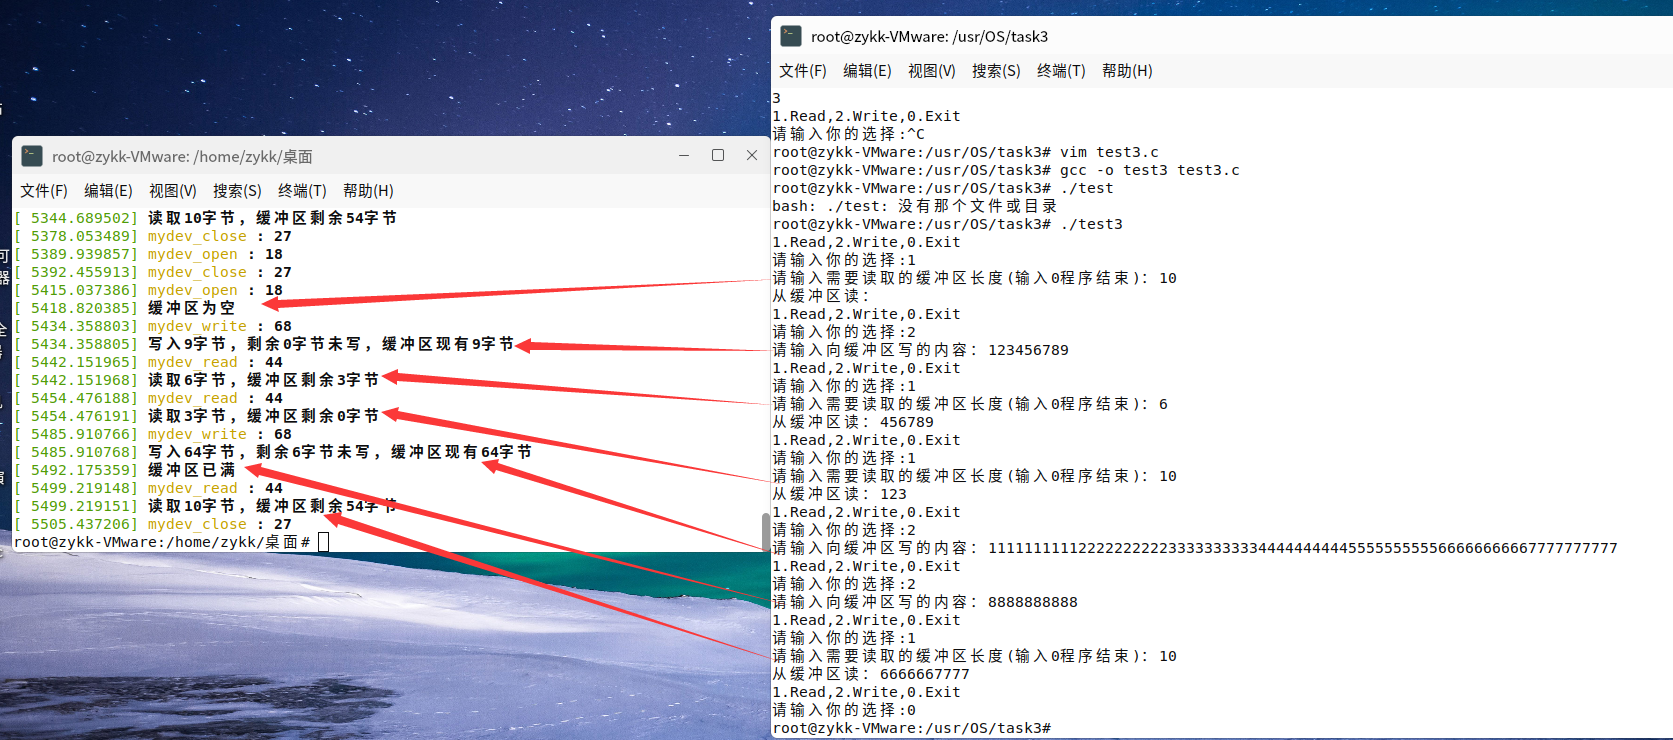 root@zykk-VMware: /home/zykk/桌面
文件(F) 编辑(E) 视图(V) 搜索(S) 终端(T) 帮助(H)
[ 5344.689502] 读取10字节，缓冲区剩余54字节
[ 5378.053489] mydev_close : 27
[ 5389.939857] mydev_open : 18
[ 5392.455913] mydev_close : 27
[ 5415.037386] mydev_open : 18
[ 5418.820385] 缓冲区为空
[ 5434.358803] mydev_write : 68
[ 5434.358805] 写入9字节，剩余0字节未写，缓冲区现有9字节
[ 5442.151965] mydev_read : 44
[ 5442.151968] 读取6字节，缓冲区剩余3字节
[ 5454.476188] mydev_read : 44
[ 5454.476191] 读取3字节，缓冲区剩余0字节
[ 5485.910766] mydev_write : 68
[ 5485.910768] 写入64字节，剩余6字节未写，缓冲区现有64字节
[ 5492.175359] 缓冲区已满
[ 5499.219148] mydev_read : 44
[ 5499.219151] 读取10字节，缓冲区剩余54字节
[ 5505.437206] mydev_close : 27
root@zykk-VMware:/home/zykk/桌面#
root@zykk-VMware: /usr/OS/task3
文件(F) 编辑(E) 视图(V) 搜索(S) 终端(T) 帮助(H)
3
1.Read,2.Write,0.Exit
请输入你的选择:^C
root@zykk-VMware:/usr/OS/task3# vim test3.c
root@zykk-VMware:/usr/OS/task3# gcc -o test3 test3.c
root@zykk-VMware:/usr/OS/task3# ./test
bash: ./test: 没有那个文件或目录
root@zykk-VMware:/usr/OS/task3# ./test3
1.Read,2.Write,0.Exit
请输入你的选择:1
请输入需要读取的缓冲区长度(输入0程序结束)：10
从缓冲区读：
1.Read,2.Write,0.Exit
请输入你的选择:2
请输入向缓冲区写的内容：123456789
1.Read,2.Write,0.Exit
请输入你的选择:1
请输入需要读取的缓冲区长度(输入0程序结束)：6
从缓冲区读：456789
1.Read,2.Write,0.Exit
请输入你的选择:1
请输入需要读取的缓冲区长度(输入0程序结束)：10
从缓冲区读：123
1.Read,2.Write,0.Exit
请输入你的选择:2
请输入向缓冲区写的内容：1111111111222222222233333333334444444444555555555566666666667777777777
1.Read,2.Write,0.Exit
请输入你的选择:2
请输入向缓冲区写的内容：8888888888
1.Read,2.Write,0.Exit
请输入你的选择:1
请输入需要读取的缓冲区长度(输入0程序结束)：10
从缓冲区读：6666667777
1.Read,2.Write,0.Exit
请输入你的选择:0
root@zykk-VMware:/usr/OS/task3#